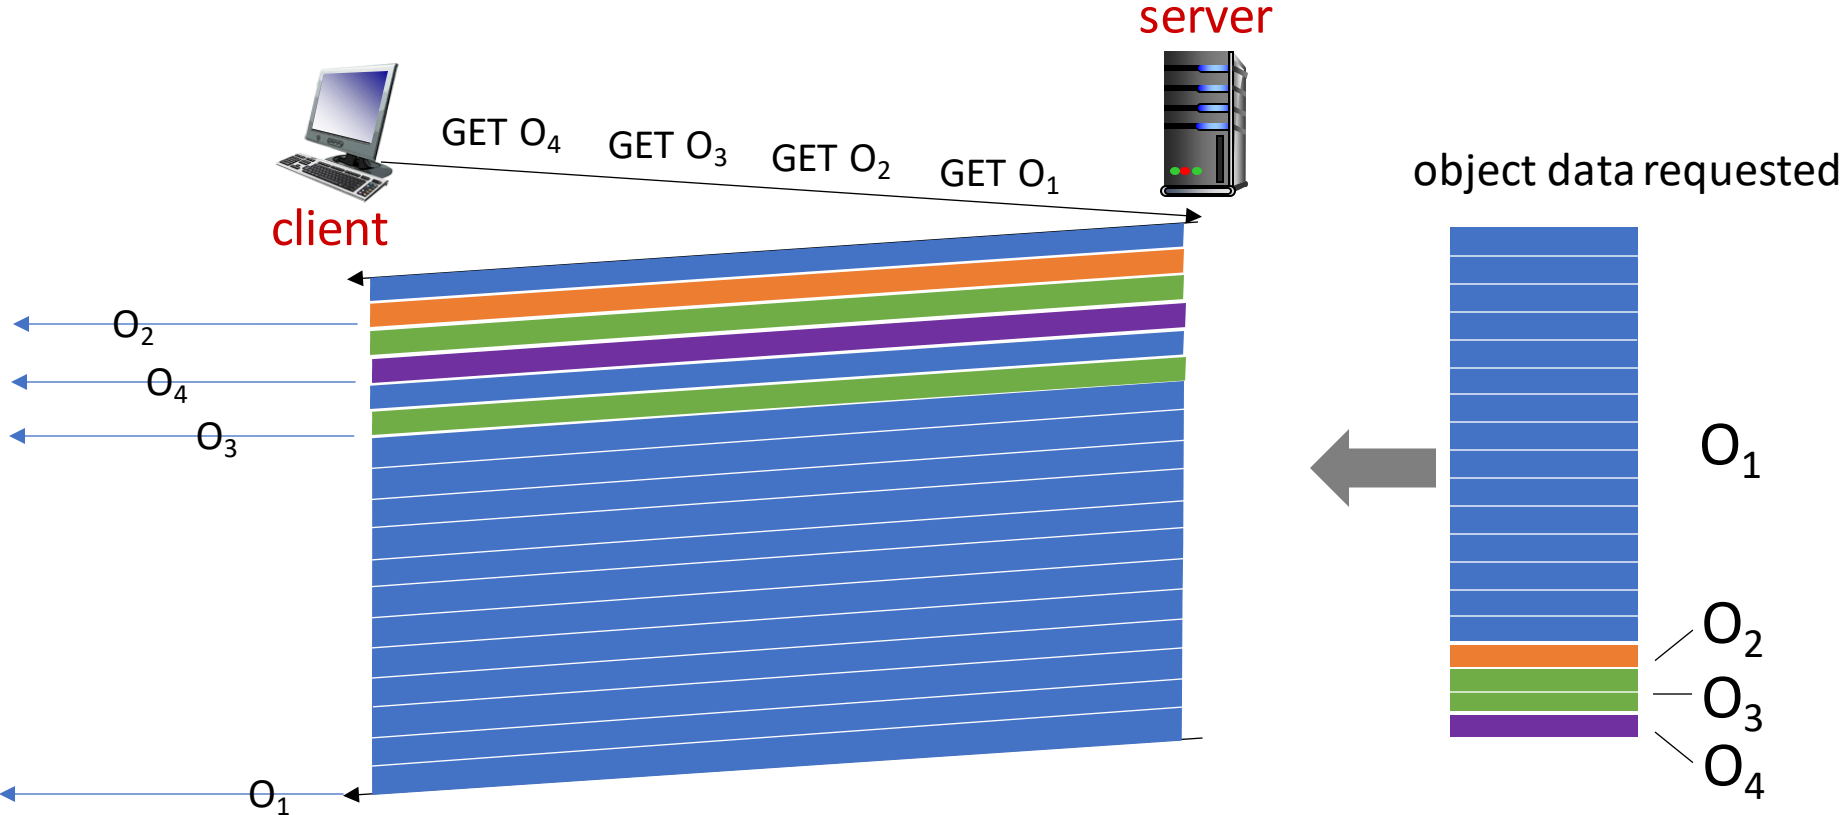 server
GET O4
GET O3
GET O2
GET O1
object data requested
client
O2
O4
O3
O1
O1
O2
O3
O4